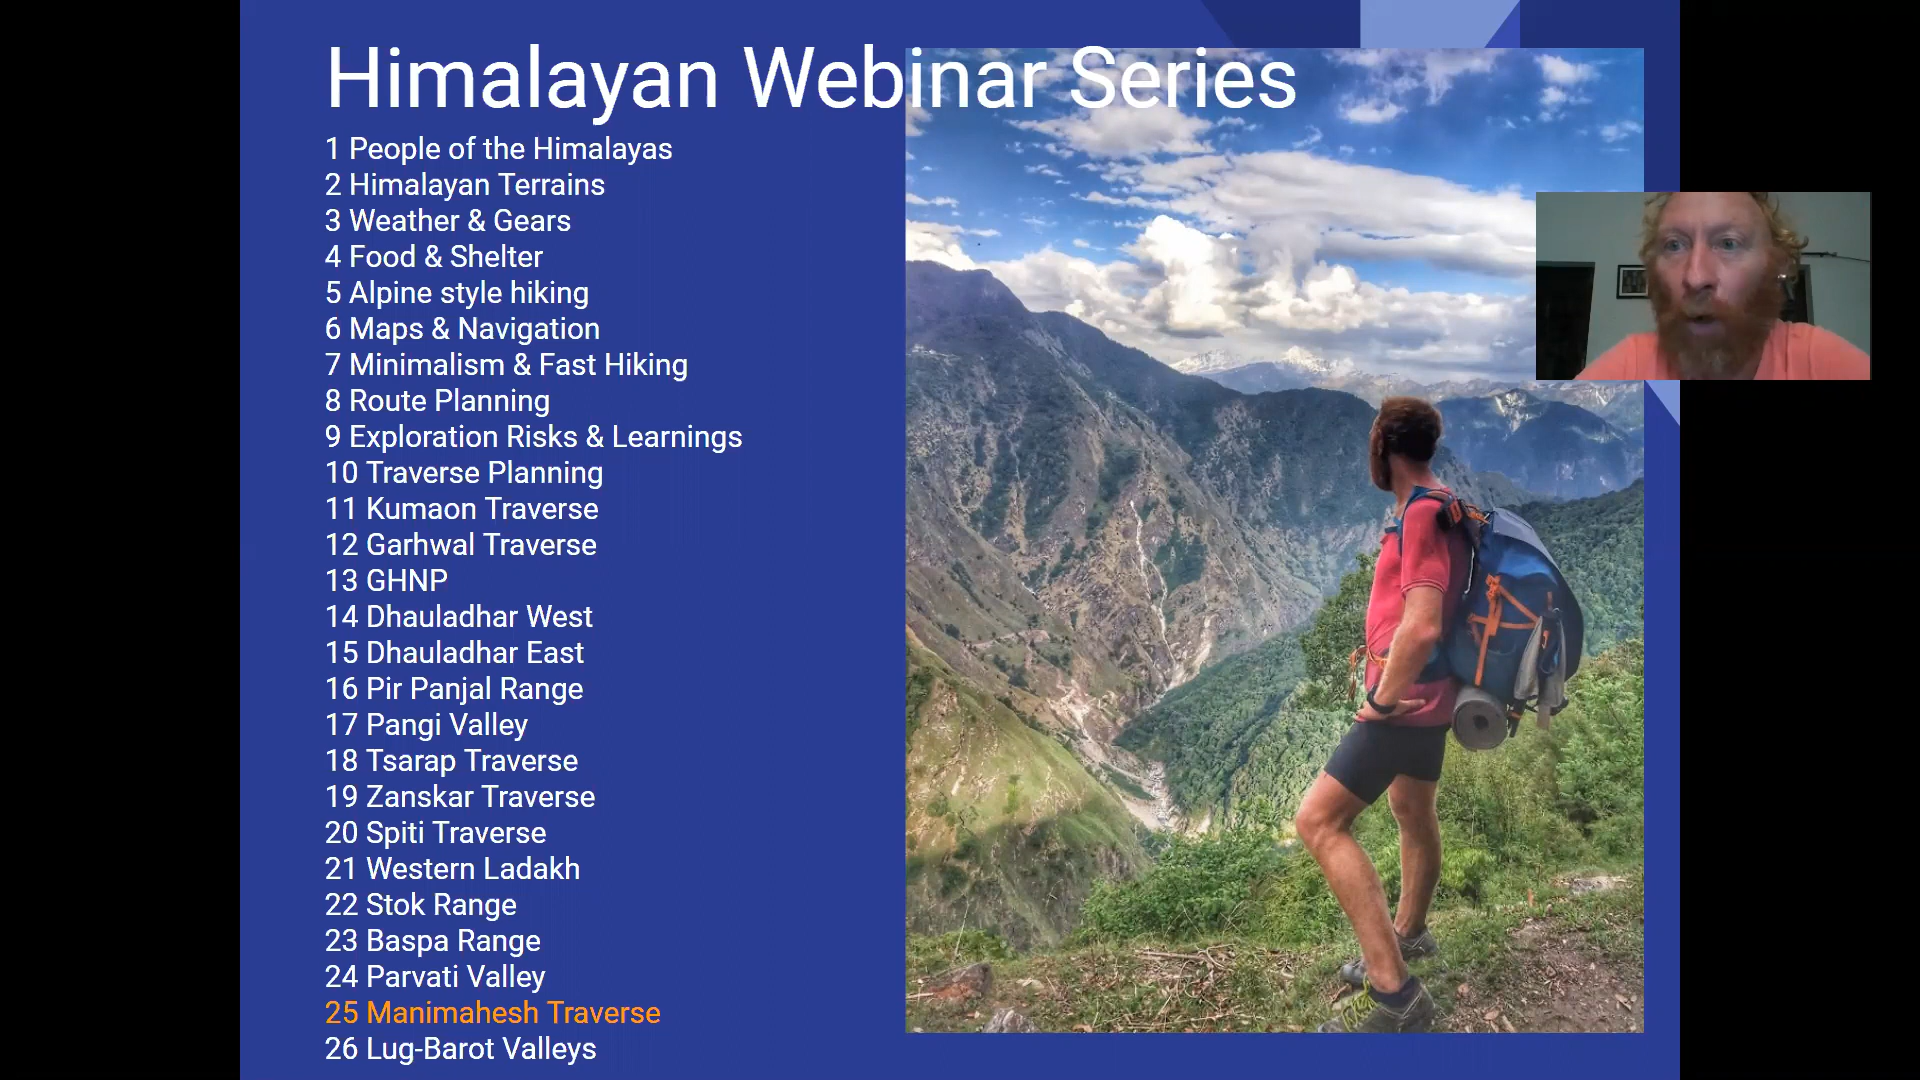 Himalayan Webinar Series
1 People of the Himalayas
2 Himalayan Terrains
3 Weather & Gears
4 Food & Shelter
5 Alpine style hiking
6 Maps & Navigation
7 Minimalism & Fast Hiking
8 Route Planning
9 Exploration Risks & Learnings
10 Traverse Planning
11 Kumaon Traverse
12 Garhwal Traverse
13 GHNP
14 Dhauladhar West
15 Dhauladhar East
16 Pir Panjal Range
17 Pangi Valley
18 Tsarap Traverse
19 Zanskar Traverse
20 Spiti Traverse
21 Western Ladakh
22 Stok Range
23 Baspa Range
24 Parvati Valley
25 Manimahesh Traverse
26 Lug-Barot Valleys